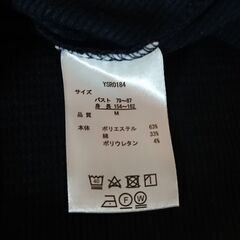 YSR0184
サイズ
バスト 79~87
身長 154~162
品質 M
本体 ポリエステル 63%
綿 33%
ポリウレタン 4%